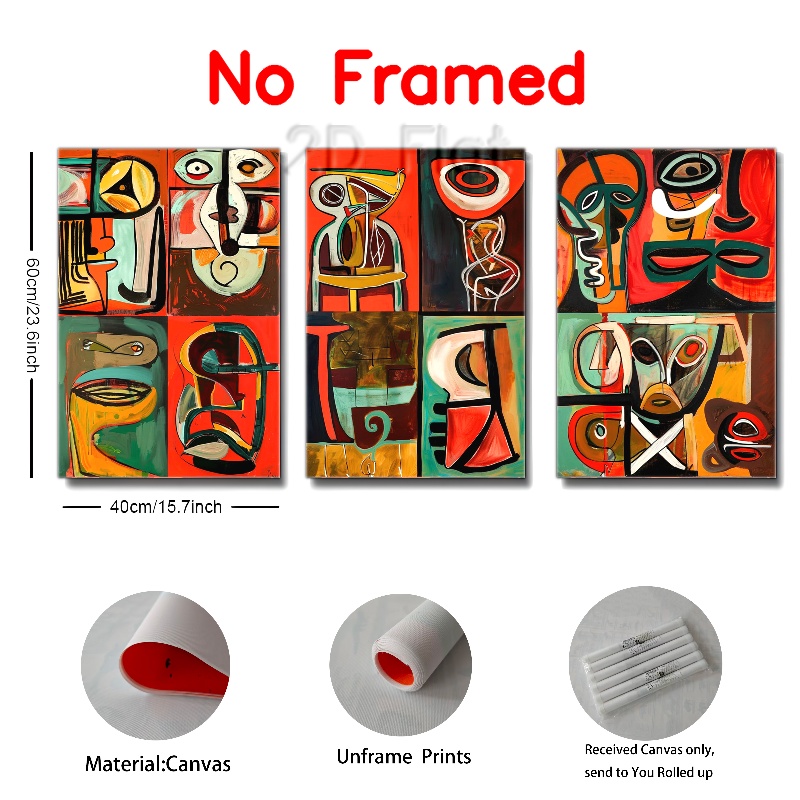 No Framed
2D Flat
60cm/23.6inch
40cm/15.7inch
Material:Canvas
Unframe Prints
Received Canvas only,
send to You Rolled up